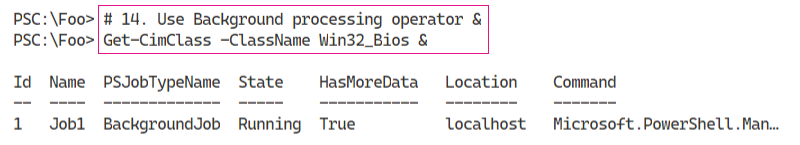 PSC:\Foo> # 14. Use Background processing operator &
PSC:\Foo> Get-CimClass -ClassName Win32_Bios &
Id Name PSJobTypeName State HasMoreData Location Command
-- ---- ------------- ----- ----------- -------- -------
1 Job1 BackgroundJob Running True localhost Microsoft.PowerShell.Man…